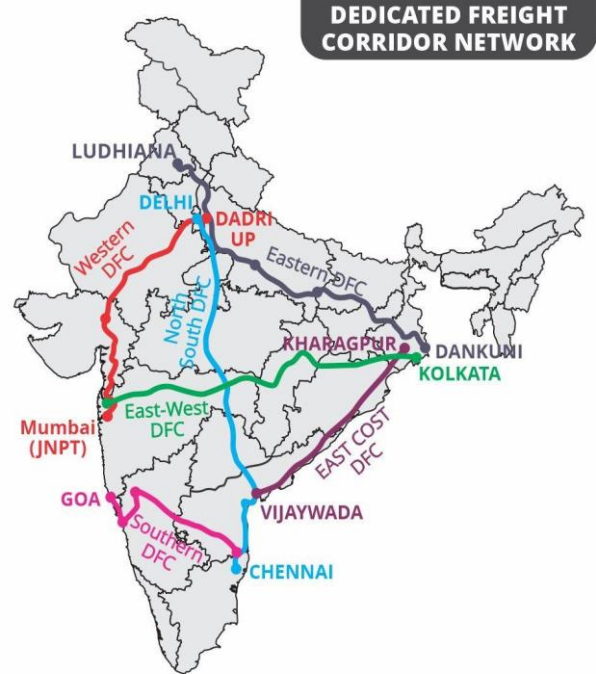 DEDICATED FREIGHT
CORRIDOR NETWORK
LUDHIANA
DELHI
DADRI
UP
Western
DFC
Eastern DFC
North
South DFC
KHARAGPUR
DANKUNI
KOLKATA
East-West
DFC
Mumbai
(JNPT)
EAST COST
DFC
GOA
VIJAYWADA
Southern
DFC
CHENNAI